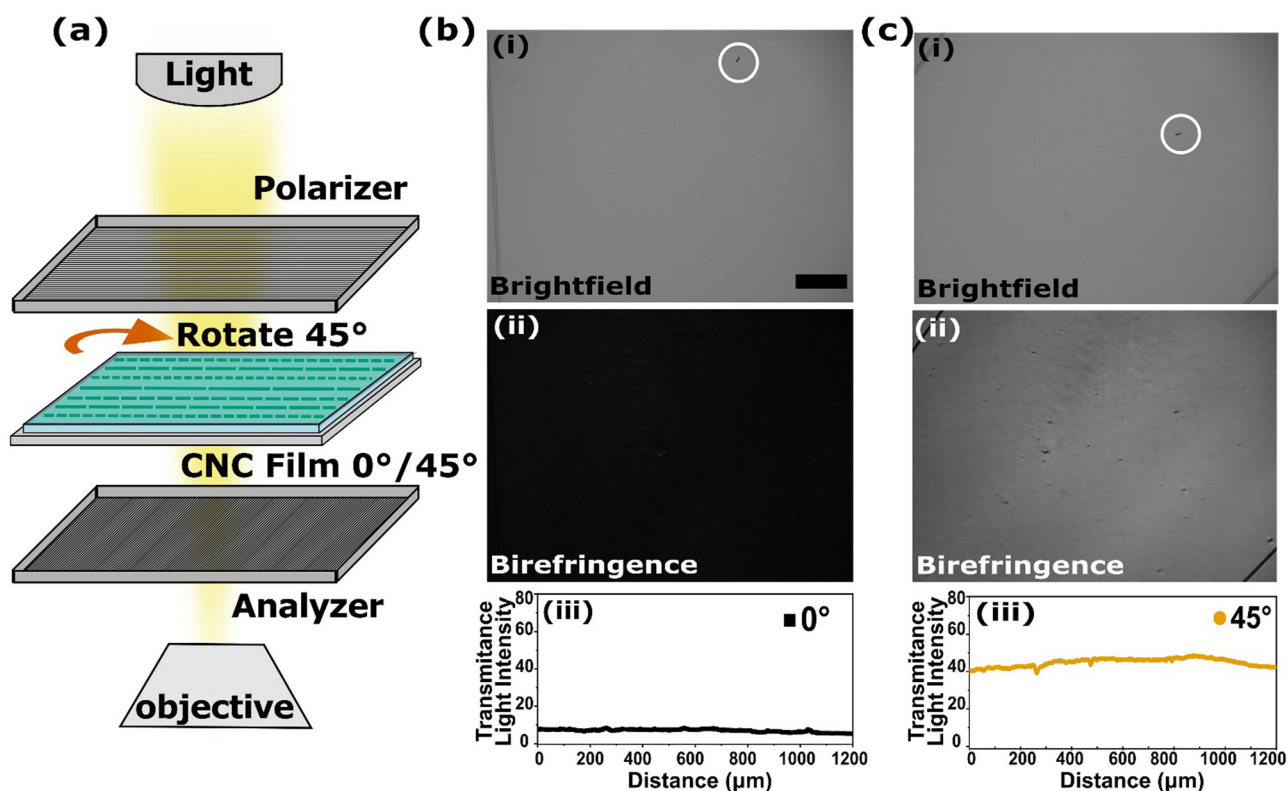 (a)
Light
Polarizer
Rotate 45°
CNC Film 0°/45°
Analyzer
objective
(b)
(i)
Brightfield
(ii)
Birefringence
(iii)
0°
80
60
40
20
0
Transmitance
Light Intensity
0 200 400 600 800 1000 1200
Distance (µm)
(c)
(i)
Brightfield
(ii)
Birefringence
(iii)
45°
80
60
40
20
0
Transmitance
Light Intensity
0 200 400 600 800 1000 1200
Distance (µm)